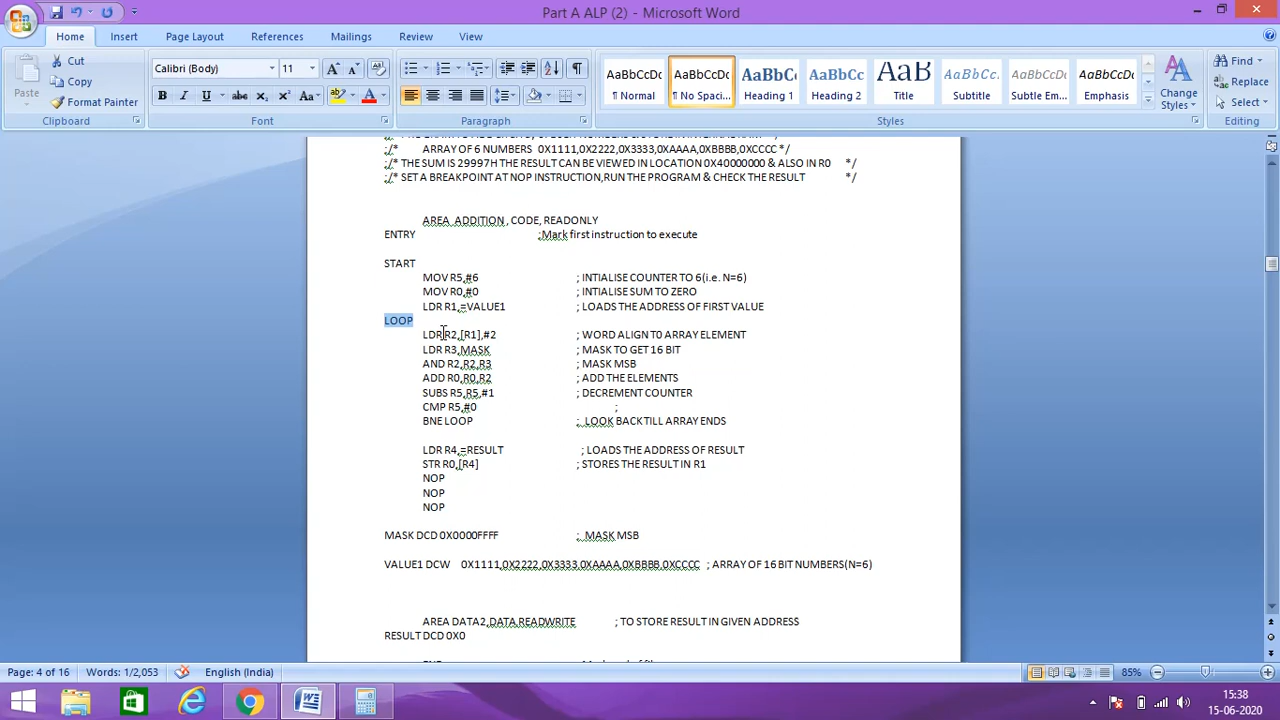 Part A ALP (2) - Microsoft Word
Home Insert Page Layout References Mailings Review View
Paste Cut Copy Format Painter
Calibri (Body) 11
B I U abc x₂ x² Aa A
AaBbCcDc AaBbCcDc AaBbCc AaBbCc AaB AaBbCcL AaBbCcDc AaBbCcDc
¶ Normal ¶ No Spaci... Heading 1 Heading 2 Title Subtitle Subtle Em... Emphasis
Change Styles
Find Replace Select
Clipboard Font Paragraph Styles Editing
;/* ARRAY OF 6 NUMBERS 0X1111,0X2222,0X3333,0XAAAA,0XBBBB,0XCCCC */
;/* THE SUM IS 29997H THE RESULT CAN BE VIEWED IN LOCATION 0X40000000 & ALSO IN R0 */
;/* SET A BREAKPOINT AT NOP INSTRUCTION,RUN THE PROGRAM & CHECK THE RESULT */
AREA ADDITION , CODE, READONLY
ENTRY ;Mark first instruction to execute
START
MOV R5,#6 ; INTIALISE COUNTER TO 6(i.e. N=6)
MOV R0,#0 ; INTIALISE SUM TO ZERO
LDR R1,=VALUE1 ; LOADS THE ADDRESS OF FIRST VALUE
LOOP
LDR R2,[R1],#2 ; WORD ALIGN T0 ARRAY ELEMENT
LDR R3,MASK ; MASK TO GET 16 BIT
AND R2,R2,R3 ; MASK MSB
ADD R0,R0,R2 ; ADD THE ELEMENTS
SUBS R5,R5,#1 ; DECREMENT COUNTER
CMP R5,#0 ;
BNE LOOP ; LOOK BACK TILL ARRAY ENDS
LDR R4,=RESULT ; LOADS THE ADDRESS OF RESULT
STR R0,[R4] ; STORES THE RESULT IN R1
NOP
NOP
NOP
MASK DCD 0X0000FFFF ; MASK MSB
VALUE1 DCW 0X1111,0X2222,0X3333,0XAAAA,0XBBBB,0XCCCC ; ARRAY OF 16 BIT NUMBERS(N=6)
AREA DATA2,DATA,READWRITE ; TO STORE RESULT IN GIVEN ADDRESS
RESULT DCD 0X0
Page: 4 of 16 Words: 1/2,053 English (India) 85%
15:38
15-06-2020